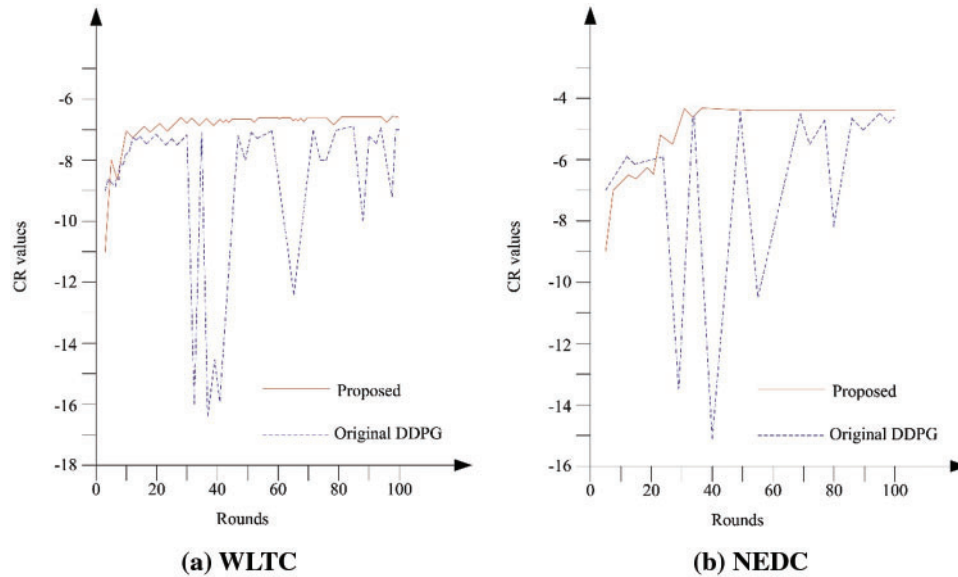 -6
-8
-10
-12
-14
-16
-18
CR values
Proposed
Original DDPG
0 20 40 60 80 100
Rounds
(a) WLTC
-4
-6
-8
-10
-12
-14
-16
CR values
Proposed
Original DDPG
0 20 40 60 80 100
Rounds
(b) NEDC